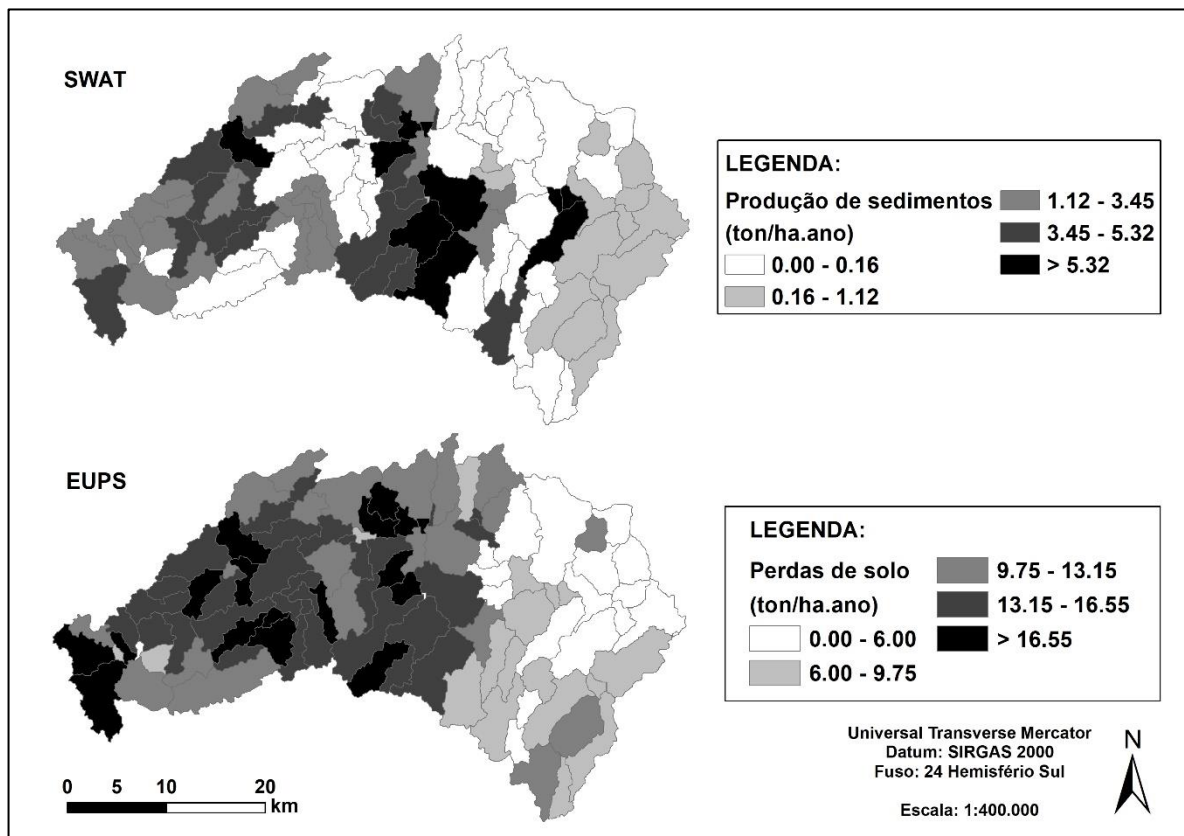 SWAT
LEGENDA:
Produção de sedimentos
(ton/ha.ano)
0.00 - 0.16
0.16 - 1.12
1.12 - 3.45
3.45 - 5.32
> 5.32
EUPS
LEGENDA:
Perdas de solo
(ton/ha.ano)
0.00 - 6.00
6.00 - 9.75
9.75 - 13.15
13.15 - 16.55
> 16.55
0 5 10 20
km
Universal Transverse Mercator
Datum: SIRGAS 2000
Fuso: 24 Hemisfério Sul
Escala: 1:400.000
N